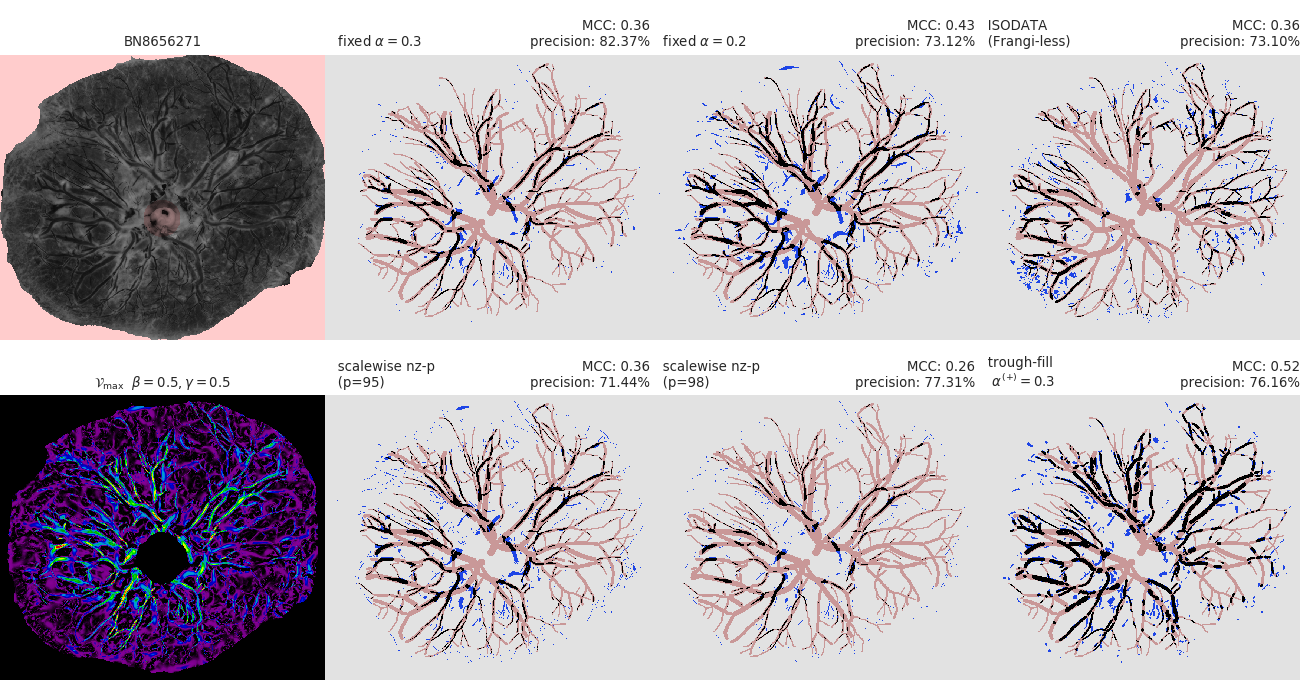 BN8656271
fixed α = 0.3
MCC: 0.36
precision: 82.37%
fixed α = 0.2
MCC: 0.43
precision: 73.12%
ISODATA
(Frangi-less)
MCC: 0.36
precision: 73.10%
𝒱max β = 0.5, γ = 0.5
scalewise nz-p
(p=95)
MCC: 0.36
precision: 71.44%
scalewise nz-p
(p=98)
MCC: 0.26
precision: 77.31%
trough-fill
α(+) = 0.3
MCC: 0.52
precision: 76.16%